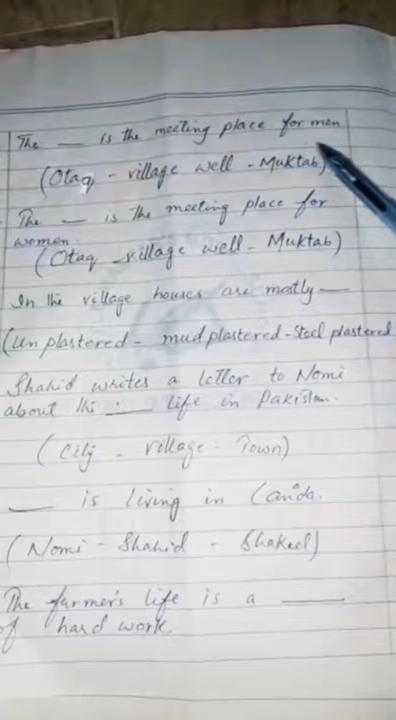 The ___ is the meeting place for men
(Otaq - village well - Muktab)
The ___ is the meeting place for
women.
(Otaq - village well - Muktab)
In the village houses are mostly ___
(unplastered - mud plastered - Steel plastered
Shahid writes a letter to Nomi
about the ___ life in Pakistan.
(City - village - Town)
___ is living in Canda.
(Nomi - Shahid - Shakeel)
The farmer's life is a ___
of hard work.